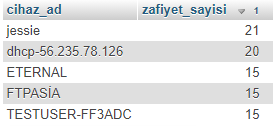 cihaz_ad zafiyet_sayisi 1
jessie 21
dhcp-56.235.78.126 20
ETERNAL 15
FTPASİA 15
TESTUSER-FF3ADC 15